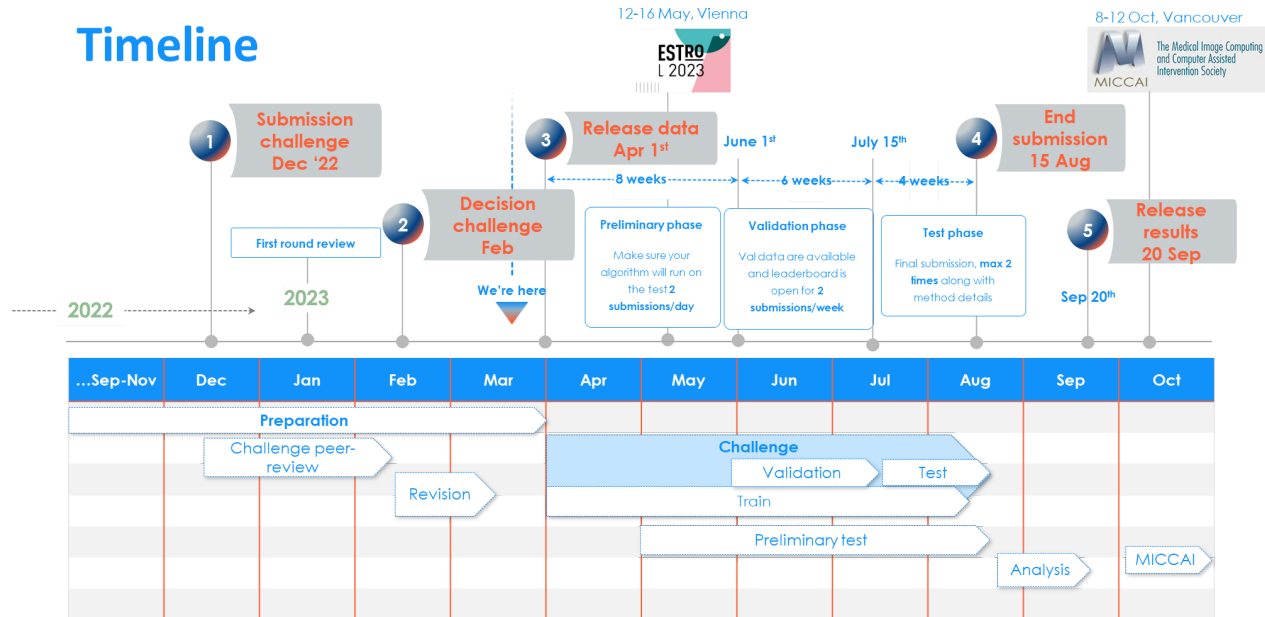 Timeline
12-16 May, Vienna
ESTRO
L 2023
8-12 Oct, Vancouver
MICCAI
The Medical Image Computing
and Computer Assisted
Intervention Society
1
Submission
challenge
Dec ‘22
2
Decision
challenge
Feb
3
Release data
Apr 1st
June 1st
July 15th
4
End
submission
15 Aug
5
Release
results
20 Sep
8 weeks
6 weeks
4 weeks
First round review
2022
2023
We’re here
Preliminary phase
Make sure your
algorithm will run on
the test 2
submissions/day
Validation phase
Val data are available
and leaderboard is
open for 2
submissions/week
Test phase
Final submission, max 2
times along with
method details
Sep 20th
...Sep-Nov Dec Jan Feb Mar Apr May Jun Jul Aug Sep Oct
Preparation
Challenge peer-
review
Revision
Challenge
Validation
Test
Train
Preliminary test
Analysis
MICCAI